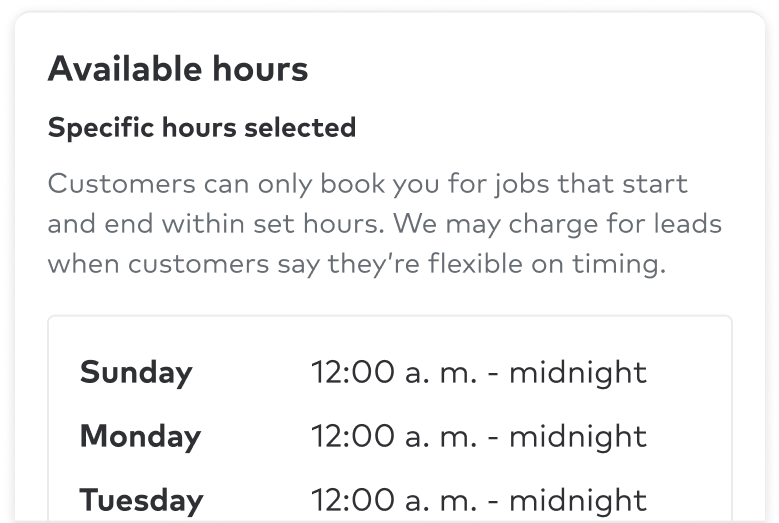 Available hours
Specific hours selected
Customers can only book you for jobs that start
and end within set hours. We may charge for leads
when customers say they’re flexible on timing.
Sunday 12:00 a. m. - midnight
Monday 12:00 a. m. - midnight
Tuesday 12:00 a. m. - midnight